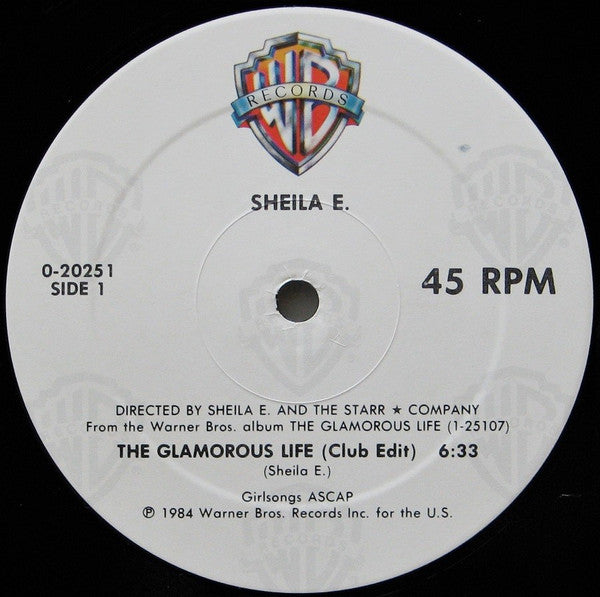 WB
RECORDS
SHEILA E.
0-20251
SIDE 1
45 RPM
DIRECTED BY SHEILA E. AND THE STARR ★ COMPANY
From the Warner Bros. album THE GLAMOROUS LIFE (1-25107)
THE GLAMOROUS LIFE (Club Edit) 6:33
(Sheila E.)
Girlsongs ASCAP
℗ 1984 Warner Bros. Records Inc. for the U.S.